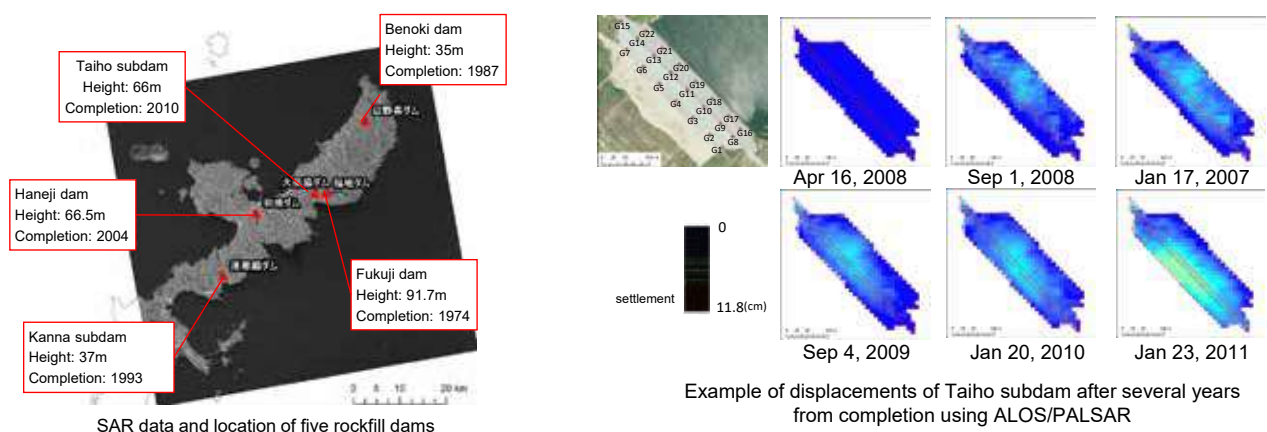 Benoki dam
Height: 35m
Completion: 1987
Taiho subdam
Height: 66m
Completion: 2010
Haneji dam
Height: 66.5m
Completion: 2004
Fukuji dam
Height: 91.7m
Completion: 1974
Kanna subdam
Height: 37m
Completion: 1993
0 5 10 20 km
SAR data and location of five rockfill dams
G15
G22
G14
G7
G21
G13
G6
G20
G12
G5
G19
G11
G4
G18
G10
G3
G17
G9
G16
G2
G8
G1
Apr 16, 2008
Sep 1, 2008
Jan 17, 2007
0
settlement
11.8(cm)
Sep 4, 2009
Jan 20, 2010
Jan 23, 2011
Example of displacements of Taiho subdam after several years
from completion using ALOS/PALSAR